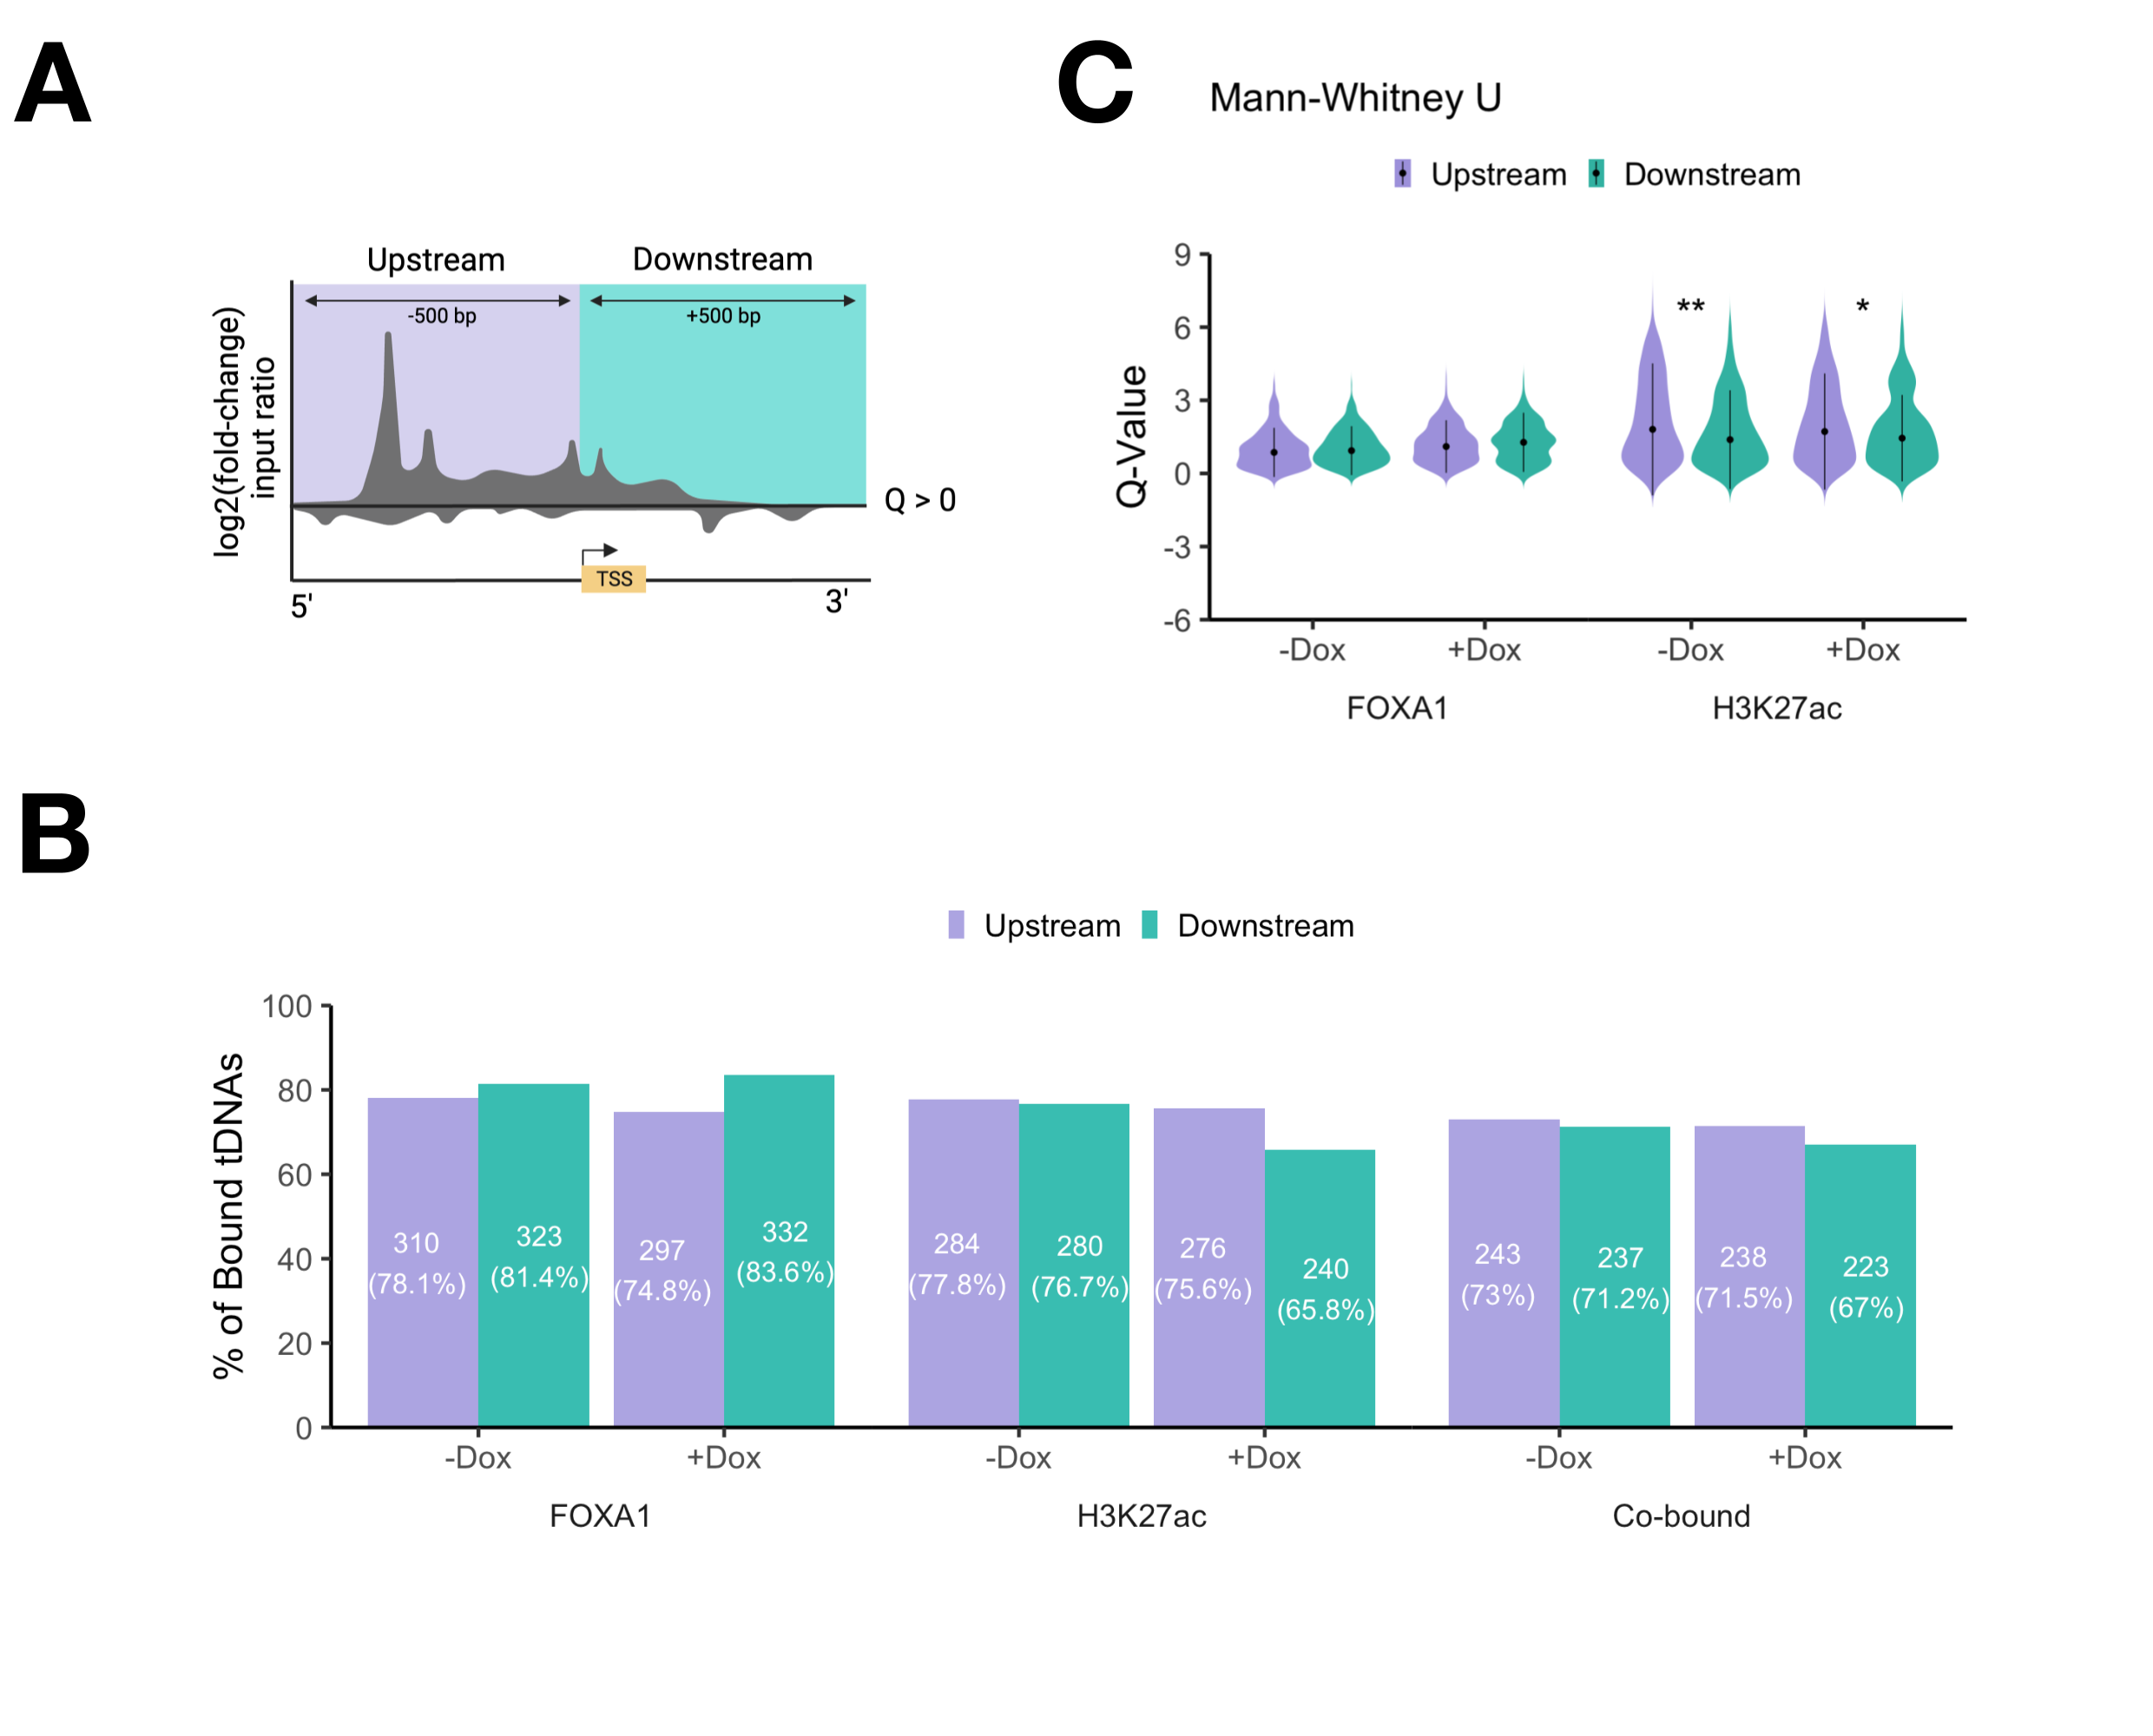 A
Upstream
Downstream
-500 bp
+500 bp
log2(fold-change)
input ratio
Q > 0
TSS
5'
3'
C
Mann-Whitney U
Upstream
Downstream
Q-Value
9
6
3
0
-3
-6
**
*
-Dox
+Dox
-Dox
+Dox
FOXA1
H3K27ac
B
Upstream
Downstream
% of Bound tDNAs
100
80
60
40
20
0
310
(78.1%)
323
(81.4%)
297
(74.8%)
332
(83.6%)
284
(77.8%)
280
(76.7%)
276
(75.6%)
240
(65.8%)
243
(73%)
237
(71.2%)
238
(71.5%)
223
(67%)
-Dox
+Dox
-Dox
+Dox
-Dox
+Dox
FOXA1
H3K27ac
Co-bound